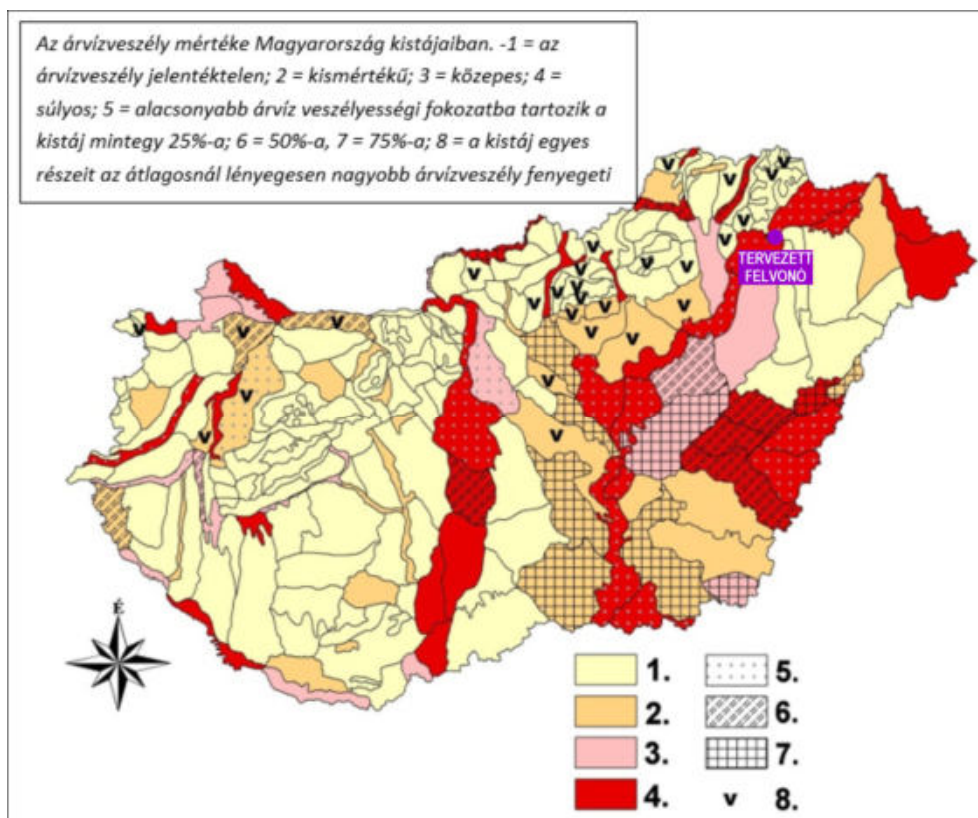 Az árvízveszély mértéke Magyarország kistájaiban. -1 = az
árvízveszély jelentéktelen; 2 = kismértékű; 3 = közepes; 4 =
súlyos; 5 = alacsonyabb árvíz veszélyességi fokozatba tartozik a
kistáj mintegy 25%-a; 6 = 50%-a, 7 = 75%-a; 8 = a kistáj egyes
részeit az átlagosnál lényegesen nagyobb árvízveszély fenyegeti
TERVEZETT
FELVONÓ
É
1. 5.
2. 6.
3. 7.
4. v 8.